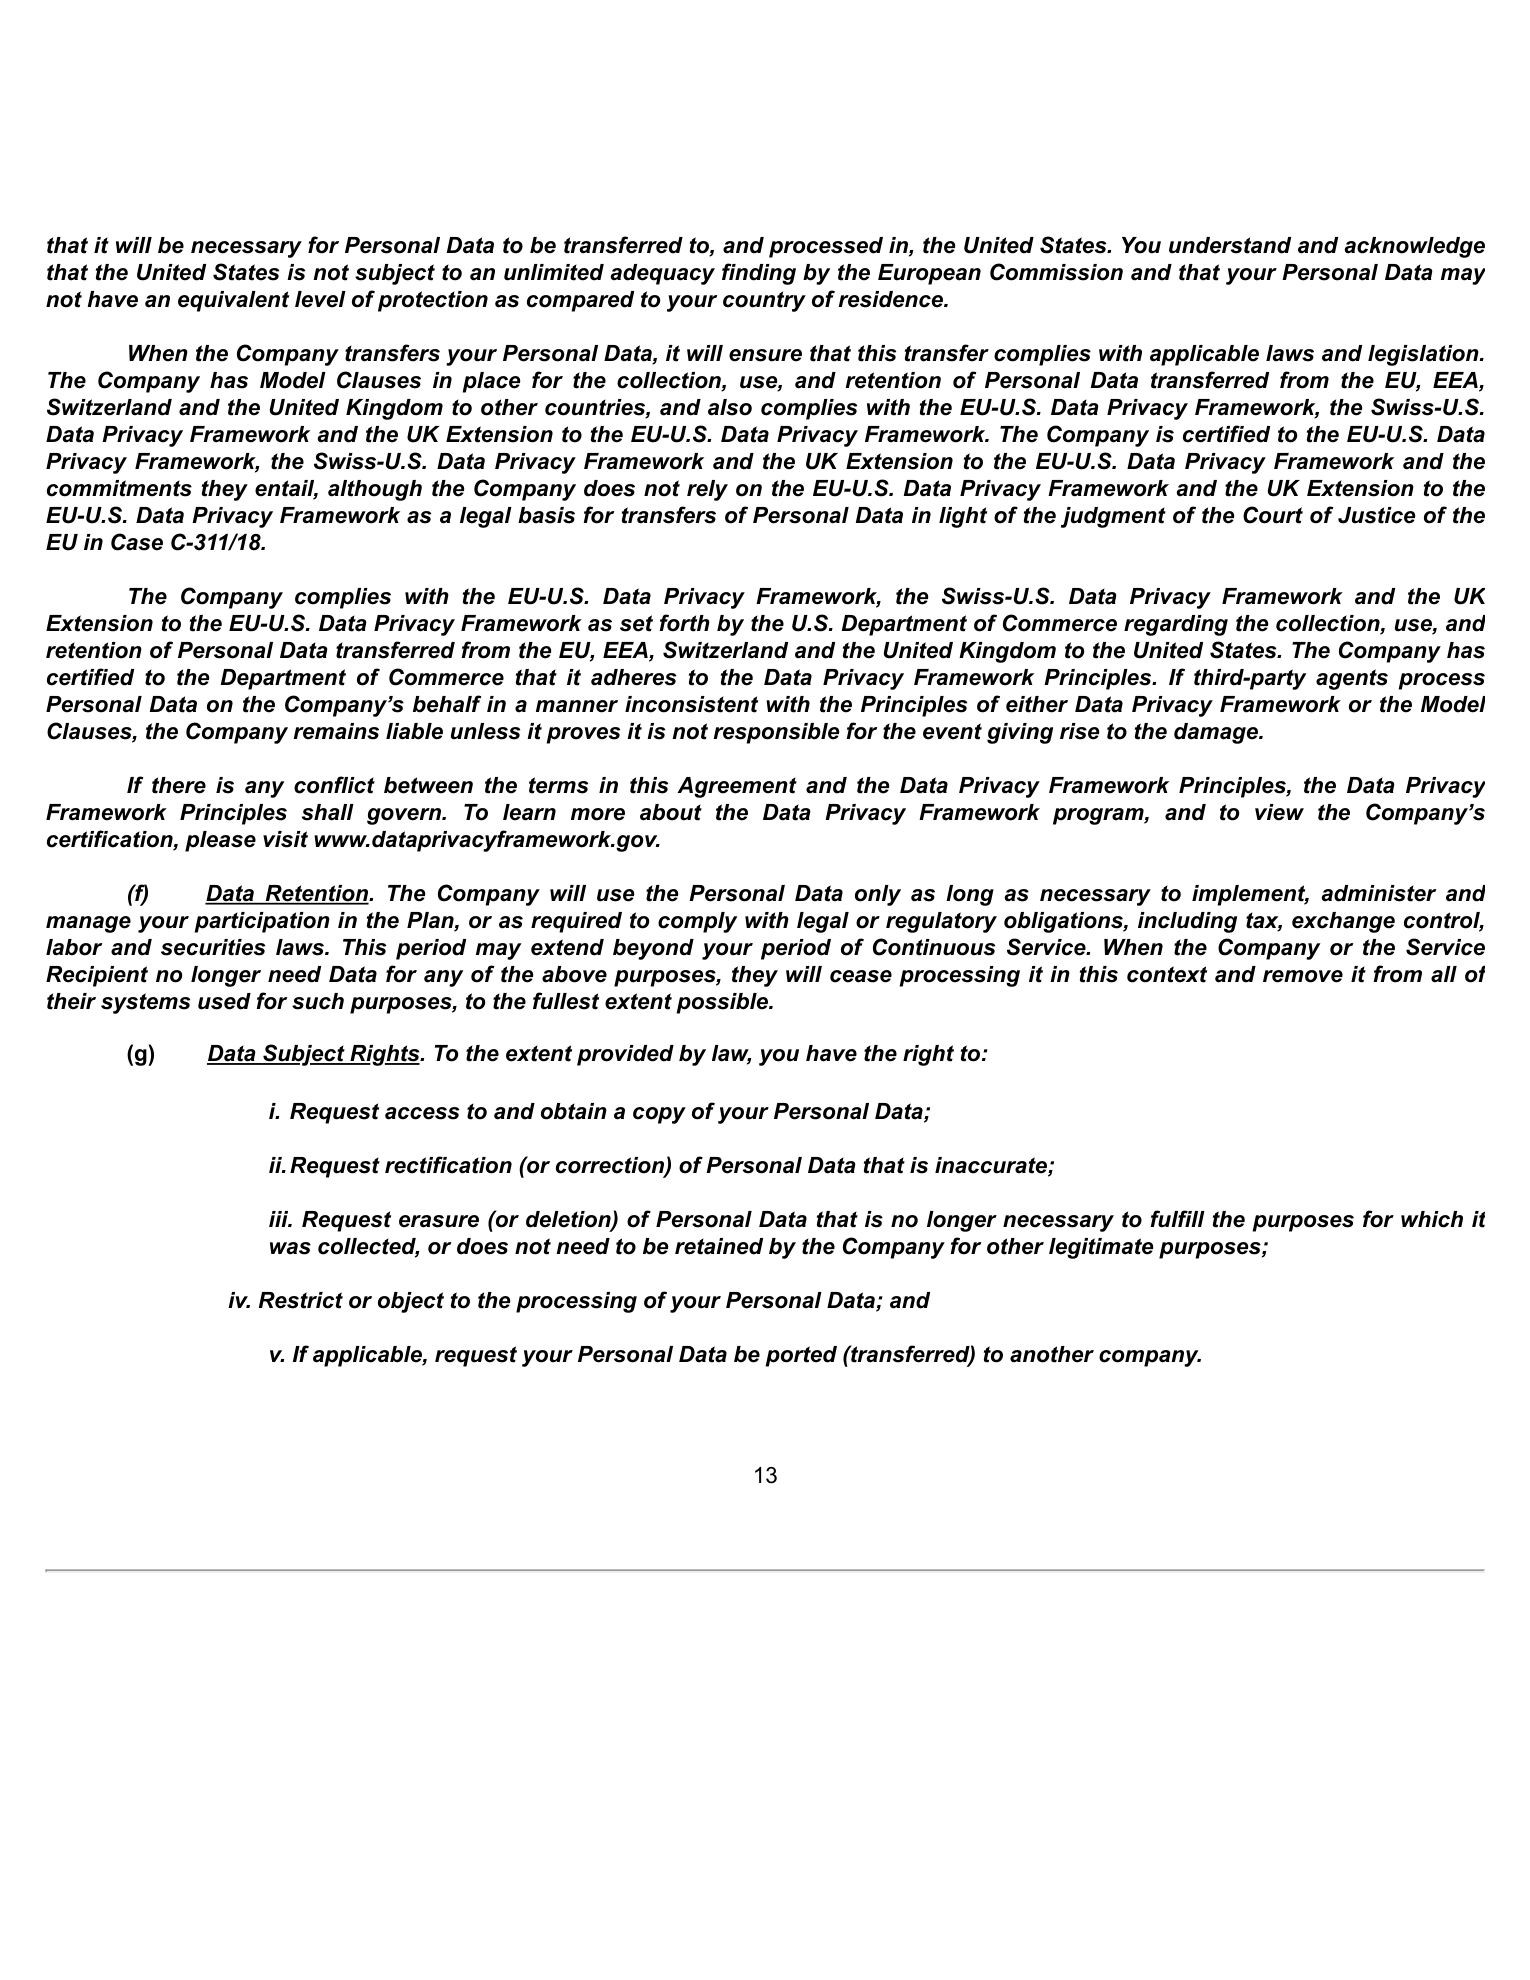 that it will be necessary for Personal Data to be transferred to, and processed in, the United States. You understand and acknowledge
that the United States is not subject to an unlimited adequacy finding by the European Commission and that your Personal Data may
not have an equivalent level of protection as compared to your country of residence.
When the Company transfers your Personal Data, it will ensure that this transfer complies with applicable laws and legislation.
The Company has Model Clauses in place for the collection, use, and retention of Personal Data transferred from the EU, EEA,
Switzerland and the United Kingdom to other countries, and also complies with the EU-U.S. Data Privacy Framework, the Swiss-U.S.
Data Privacy Framework and the UK Extension to the EU-U.S. Data Privacy Framework. The Company is certified to the EU-U.S. Data
Privacy Framework, the Swiss-U.S. Data Privacy Framework and the UK Extension to the EU-U.S. Data Privacy Framework and the
commitments they entail, although the Company does not rely on the EU-U.S. Data Privacy Framework and the UK Extension to the
EU-U.S. Data Privacy Framework as a legal basis for transfers of Personal Data in light of the judgment of the Court of Justice of the
EU in Case C-311/18.
The Company complies with the EU-U.S. Data Privacy Framework, the Swiss-U.S. Data Privacy Framework and the UK
Extension to the EU-U.S. Data Privacy Framework as set forth by the U.S. Department of Commerce regarding the collection, use, and
retention of Personal Data transferred from the EU, EEA, Switzerland and the United Kingdom to the United States. The Company has
certified to the Department of Commerce that it adheres to the Data Privacy Framework Principles. If third-party agents process
Personal Data on the Company’s behalf in a manner inconsistent with the Principles of either Data Privacy Framework or the Model
Clauses, the Company remains liable unless it proves it is not responsible for the event giving rise to the damage.
If there is any conflict between the terms in this Agreement and the Data Privacy Framework Principles, the Data Privacy
Framework Principles shall govern. To learn more about the Data Privacy Framework program, and to view the Company’s
certification, please visit www.dataprivacyframework.gov.
(f) Data Retention. The Company will use the Personal Data only as long as necessary to implement, administer and
manage your participation in the Plan, or as required to comply with legal or regulatory obligations, including tax, exchange control,
labor and securities laws. This period may extend beyond your period of Continuous Service. When the Company or the Service
Recipient no longer need Data for any of the above purposes, they will cease processing it in this context and remove it from all of
their systems used for such purposes, to the fullest extent possible.
(g) Data Subject Rights. To the extent provided by law, you have the right to:
i. Request access to and obtain a copy of your Personal Data;
ii. Request rectification (or correction) of Personal Data that is inaccurate;
iii. Request erasure (or deletion) of Personal Data that is no longer necessary to fulfill the purposes for which it
was collected, or does not need to be retained by the Company for other legitimate purposes;
iv. Restrict or object to the processing of your Personal Data; and
v. If applicable, request your Personal Data be ported (transferred) to another company.
13